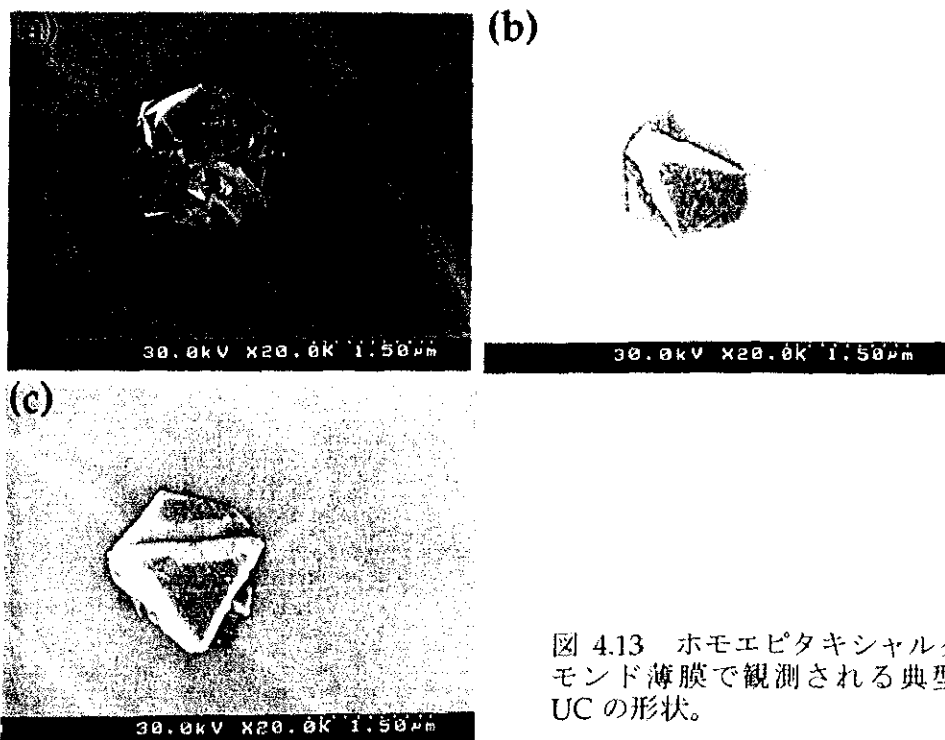 a)
(b)
30.0kV X20.0K 1.50μm
30.0kV X20.0K 1.50μm
(c)
30.0kV X20.0K 1.50μm
図 4.13 ホモエピタキシャル
モンド薄膜で観測される典型
UC の形状。